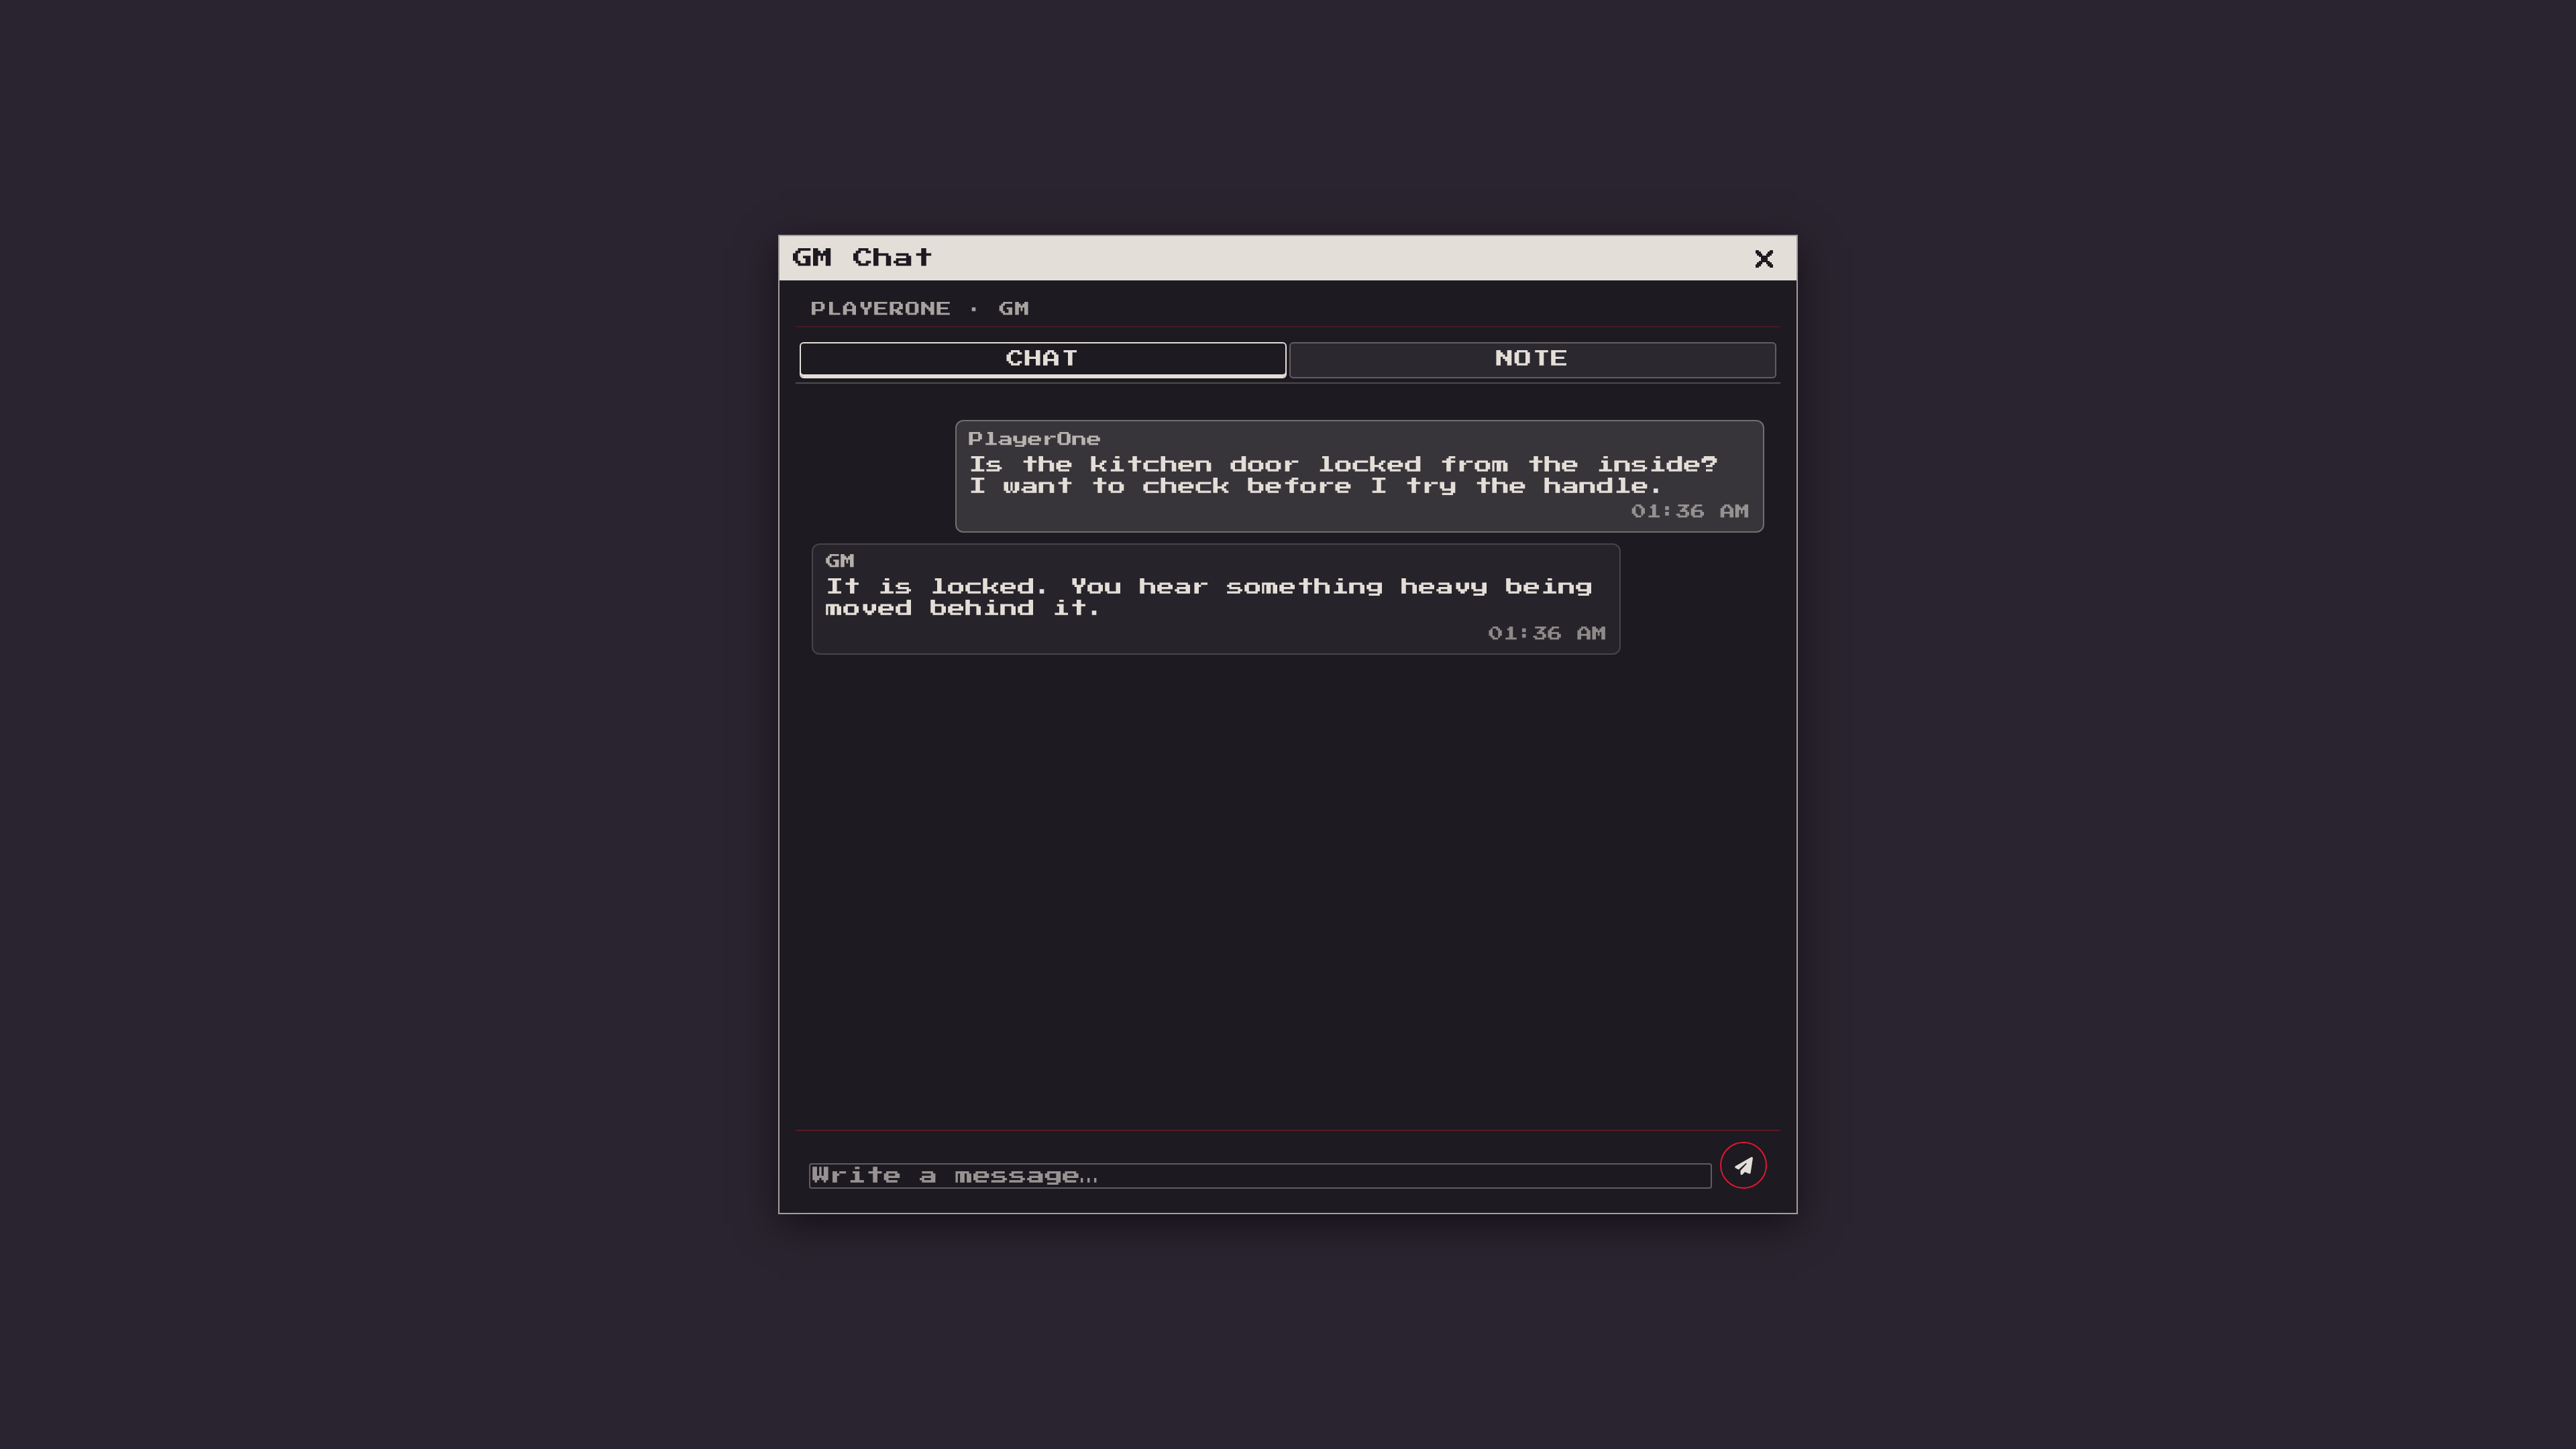 GM Chat
PLAYERONE · GM
CHAT
NOTE
PlayerOne
Is the kitchen door locked from the inside?
I want to check before I try the handle.
01:36 AM
GM
It is locked. You hear something heavy being
moved behind it.
01:36 AM
Write a message…